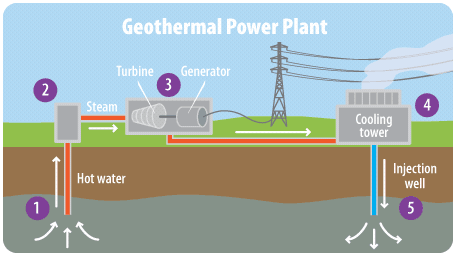 Geothermal Power Plant
Turbine
3
Generator
2
Steam
4
Cooling
tower
Hot water
Injection
well
1
5